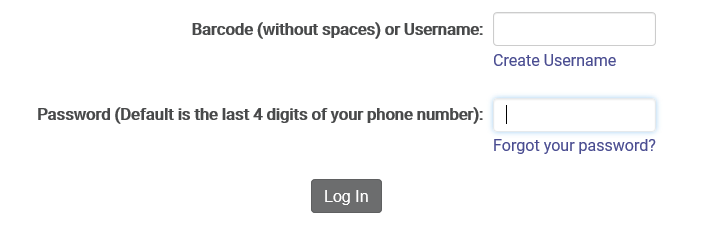 Barcode (without spaces) or Username:
Create Username
Password (Default is the last 4 digits of your phone number):
Forgot your password?
Log In